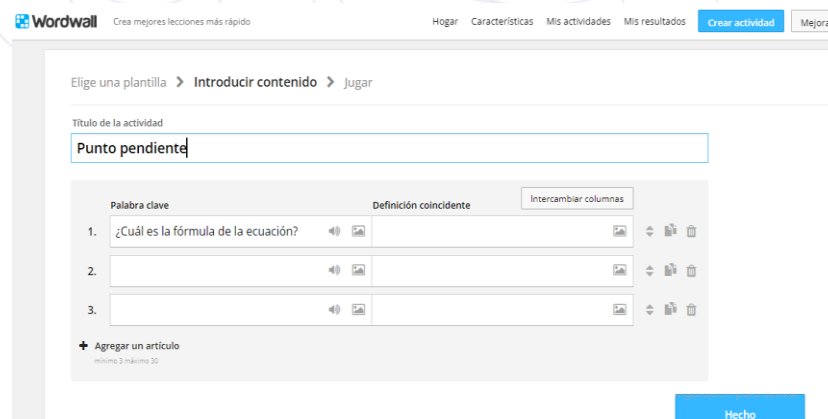 Wordwall Crea mejores lecciones más rápido Hogar Características Mis actividades Mis resultados Crear actividad Mejora
Elige una plantilla > Introducir contenido > Jugar
Título de la actividad
Punto pendiente
Palabra clave Definición coincidente Intercambiar columnas
1. ¿Cuál es la fórmula de la ecuación?
2.
3.
+ Agregar un artículo
mínimo 3 máximo 30
Hecho